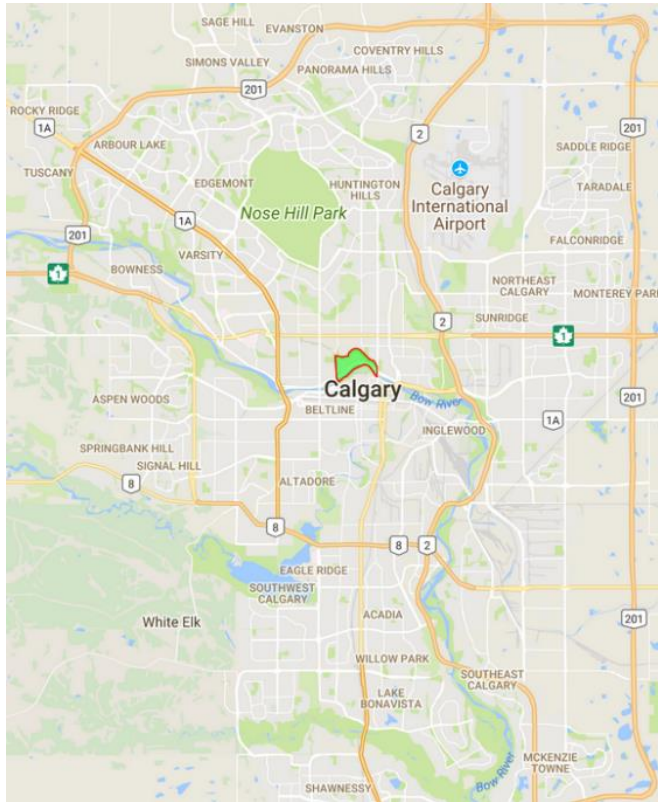 SAGE HILL
EVANSTON
COVENTRY HILLS
SIMONS VALLEY
PANORAMA HILLS
201
ROCKY RIDGE
1A
2
201
ARBOUR LAKE
SADDLE RIDGE
TUSCANY
EDGEMONT
HUNTINGTON
HILLS
Calgary
International
Airport
TARADALE
Nose Hill Park
1A
201
FALCONRIDGE
VARSITY
BOWNESS
1
NORTHEAST
CALGARY
MONTEREY PARK
2
SUNRIDGE
1
Calgary
ASPEN WOODS
BELTLINE
Bow River
201
1A
INGLEWOOD
SPRINGBANK HILL
SIGNAL HILL
8
ALTADORE
8
8
2
EAGLE RIDGE
SOUTHWEST
CALGARY
White Elk
ACADIA
201
WILLOW PARK
SOUTHEAST
CALGARY
LAKE
BONAVISTA
MCKENZIE
TOWNE
Bow River
SHAWNESSY